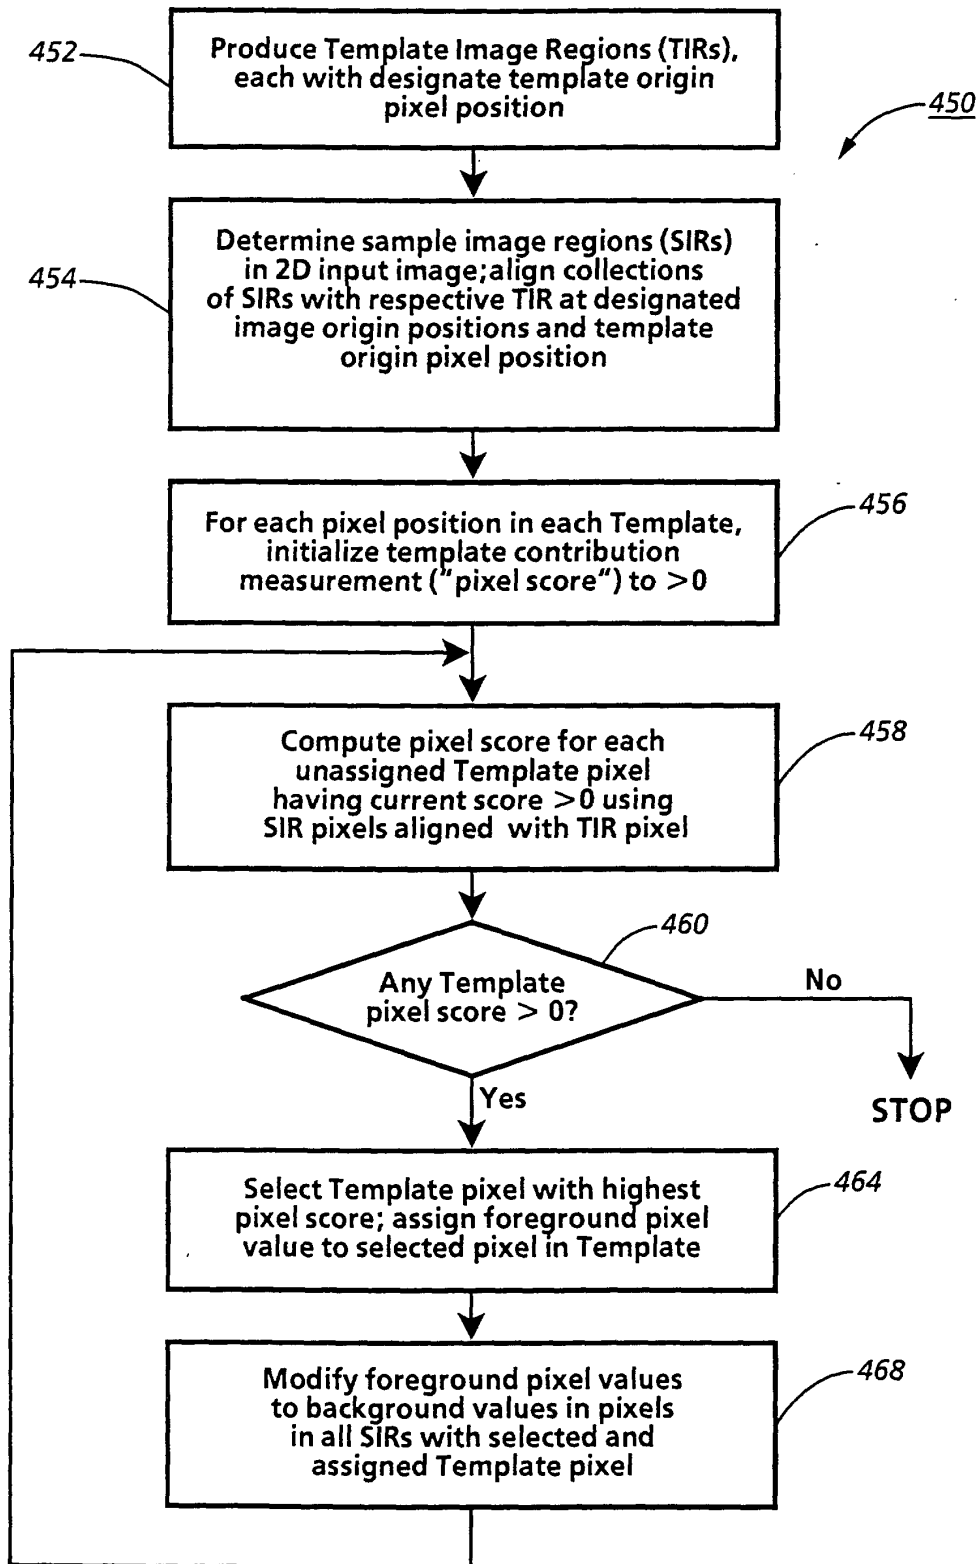 452
Produce Template Image Regions (TIRs),
each with designate template origin
pixel position
450
454
Determine sample image regions (SIRs)
in 2D input image;align collections
of SIRs with respective TIR at designated
image origin positions and template
origin pixel position
456
For each pixel position in each Template,
initialize template contribution
measurement ("pixel score") to >0
458
Compute pixel score for each
unassigned Template pixel
having current score >0 using
SIR pixels aligned with TIR pixel
460
Any Template
pixel score > 0?
No
STOP
Yes
464
Select Template pixel with highest
pixel score; assign foreground pixel
value to selected pixel in Template
468
Modify foreground pixel values
to background values in pixels
in all SIRs with selected and
assigned Template pixel